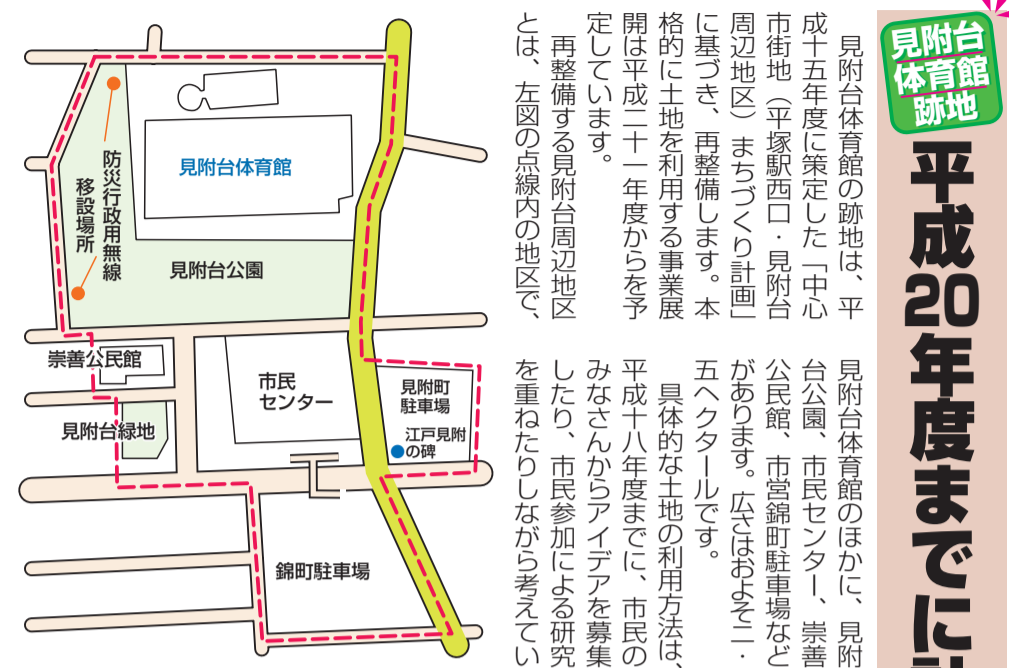 見附台
体育館
跡地
平成20年度までに
見附台体育館の跡地は、平
成十五年度に策定した「中心
市街地（平塚駅西口・見附台
周辺地区）まちづくり計画」
に基づき、再整備します。本
格的に土地を利用する事業展
開は平成二十一年度からを予
定しています。
再整備する見附台周辺地区
とは、左図の点線内の地区で、
見附台体育館のほかに、見附
台公園、市民センター、崇善
公民館、市営錦町駐車場など
があります。広さはおよそ二・
五ヘクタールです。
具体的な土地の利用方法は、
平成十八年度までに、市民の
みなさんからアイデアを募集
したり、市民参加による研究
を重ねたりしながら考えてい
見附台体育館
防災行政用無線
移設場所
見附台公園
崇善公民館
市民
センター
見附町
駐車場
見附台緑地
江戸見附
の碑
錦町駐車場